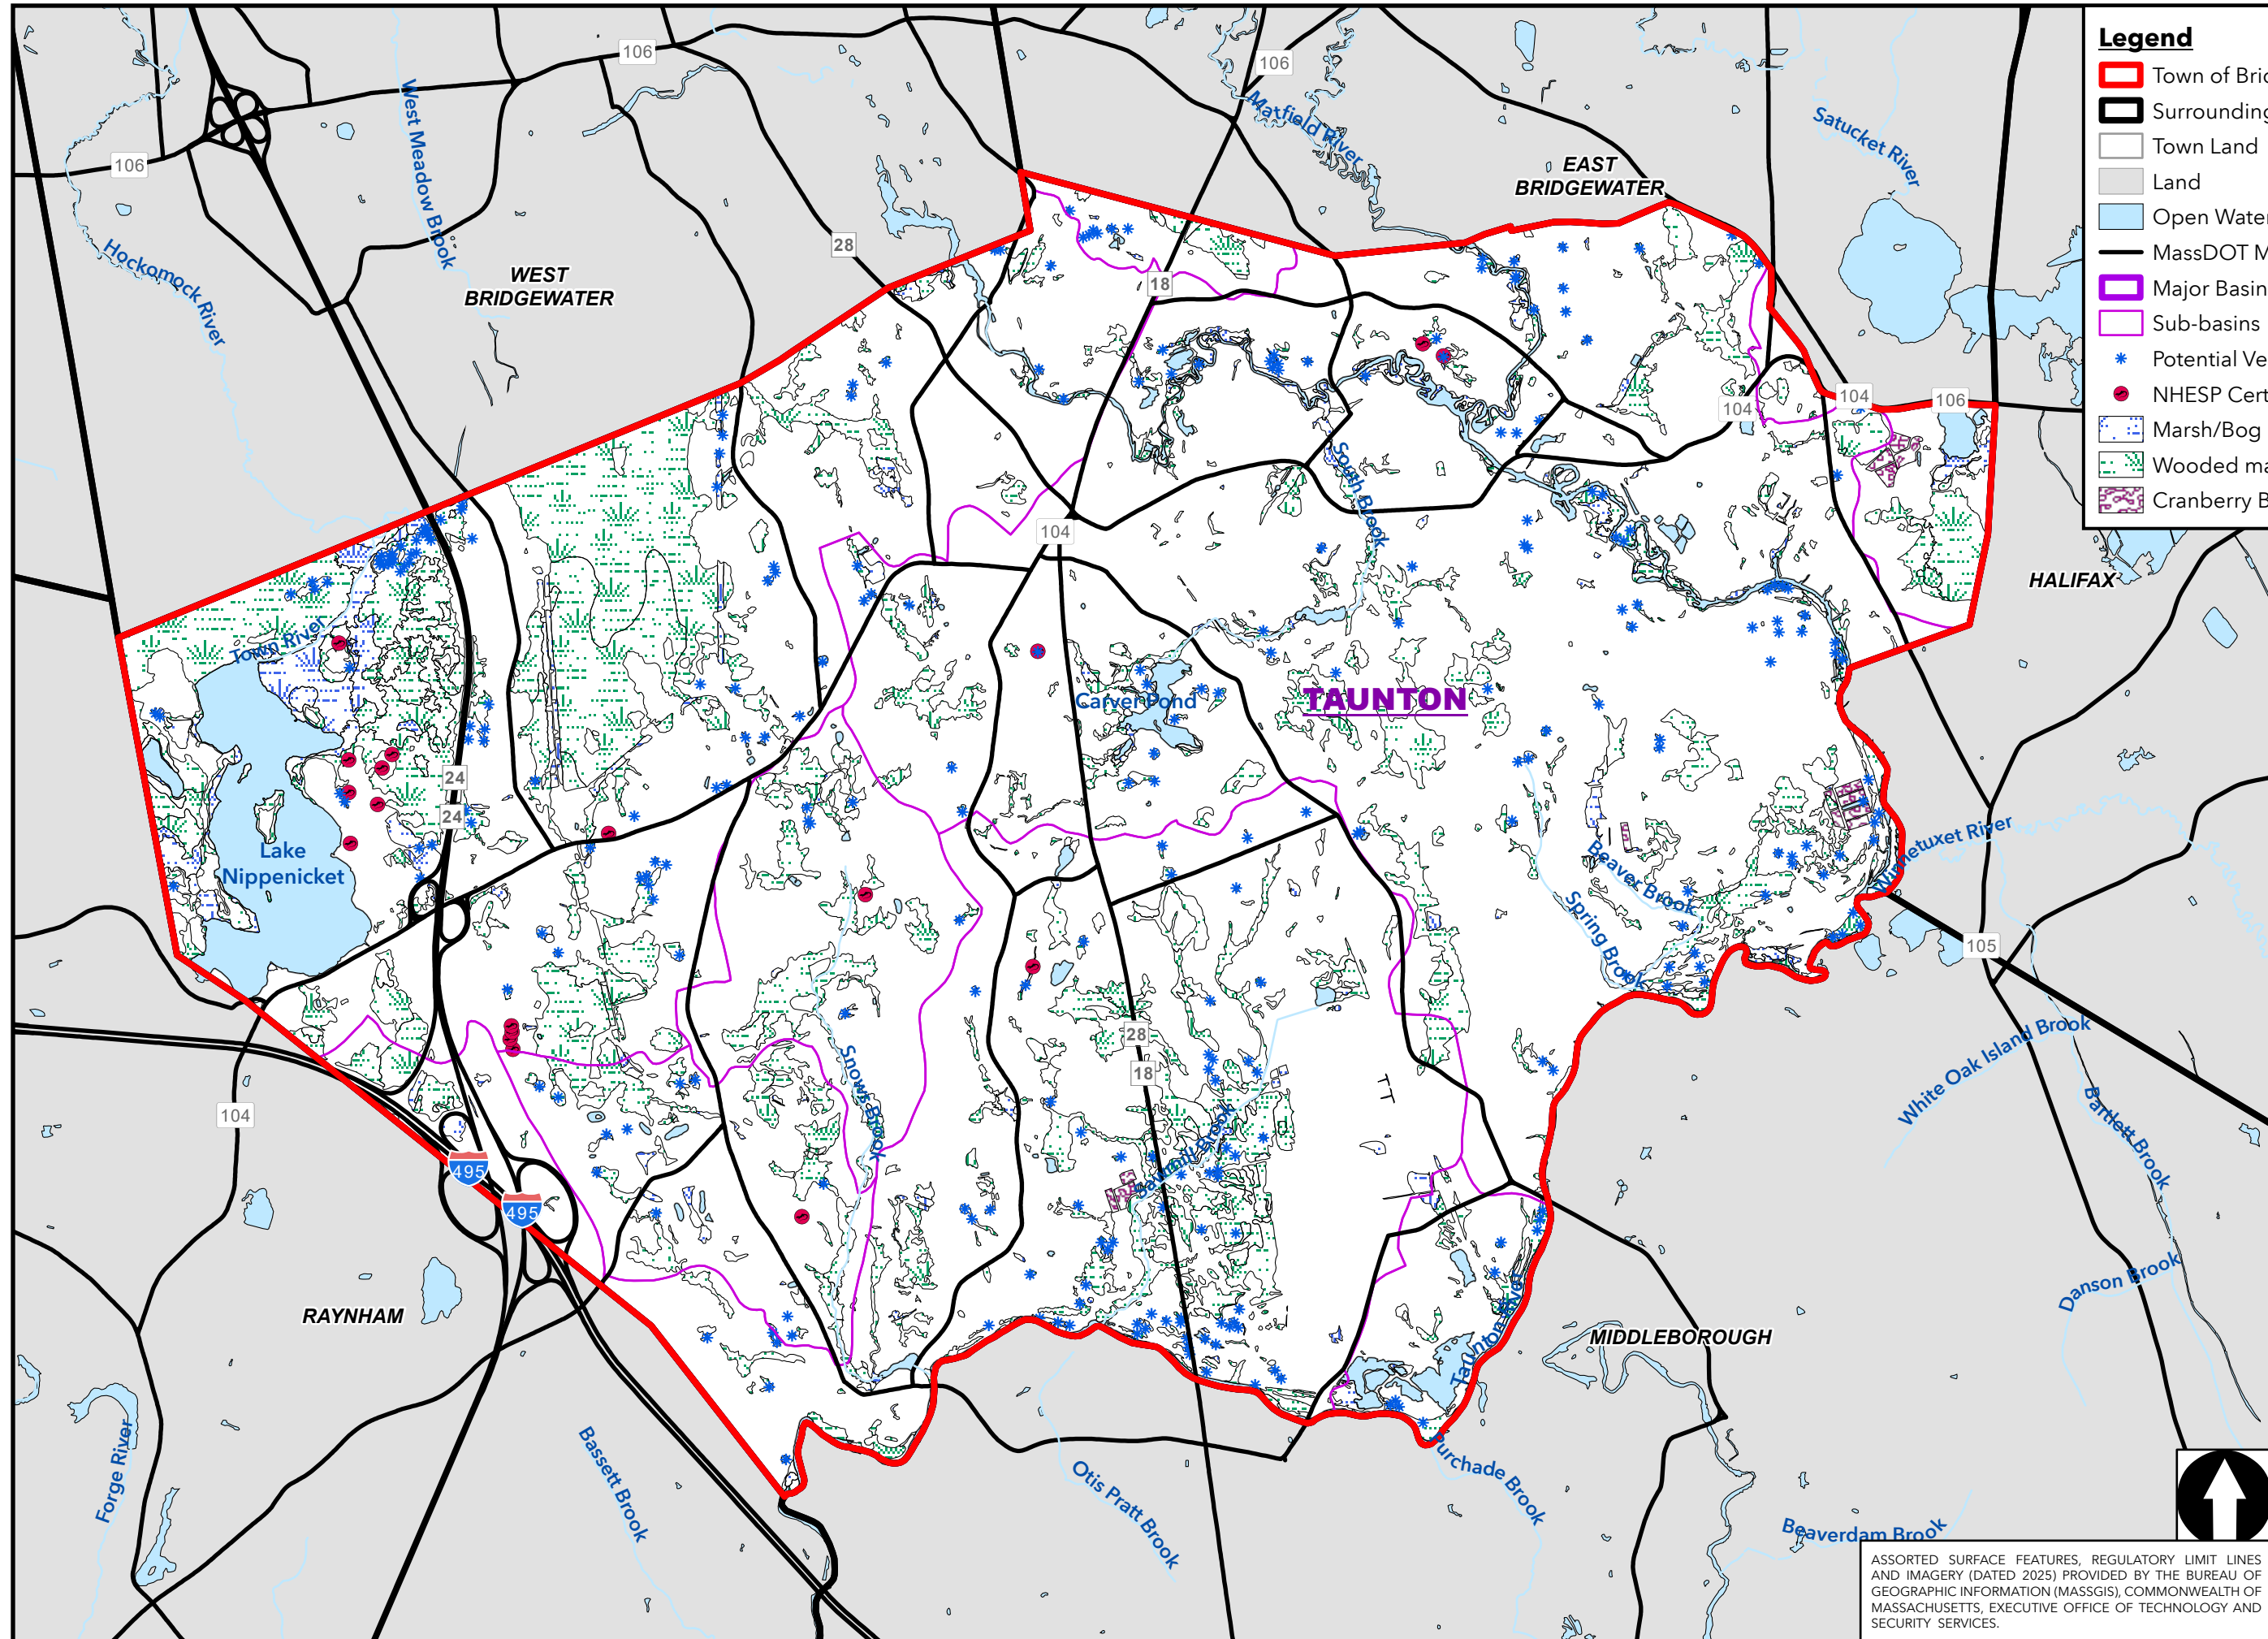 106
106
106
West Meadow Brook
Matfield River
Satucket River
EAST
BRIDGEWATER
Hockomock River
WEST
BRIDGEWATER
28
18
104
104
106
South Brook
104
HALIFAX
Town River
Carver Pond
TAUNTON
24
24
Lake
Nippenicket
Beaver Brook
Winnetuxet River
Spring Brook
105
28
18
Snows Brook
Sawmill Brook
White Oak Island Brook
Bartlett Brook
104
495
495
Danson Brook
RAYNHAM
MIDDLEBOROUGH
Taunton River
Forge River
Bassett Brook
Otis Pratt Brook
Purchade Brook
Beaverdam Brook
Legend
Town of Bri
Surrounding
Town Land
Land
Open Water
MassDOT M
Major Basin
Sub-basins
Potential Ve
NHESP Cert
Marsh/Bog
Wooded ma
Cranberry B
ASSORTED SURFACE FEATURES, REGULATORY LIMIT LINES
AND IMAGERY (DATED 2025) PROVIDED BY THE BUREAU OF
GEOGRAPHIC INFORMATION (MASSGIS), COMMONWEALTH OF
MASSACHUSETTS, EXECUTIVE OFFICE OF TECHNOLOGY AND
SECURITY SERVICES.